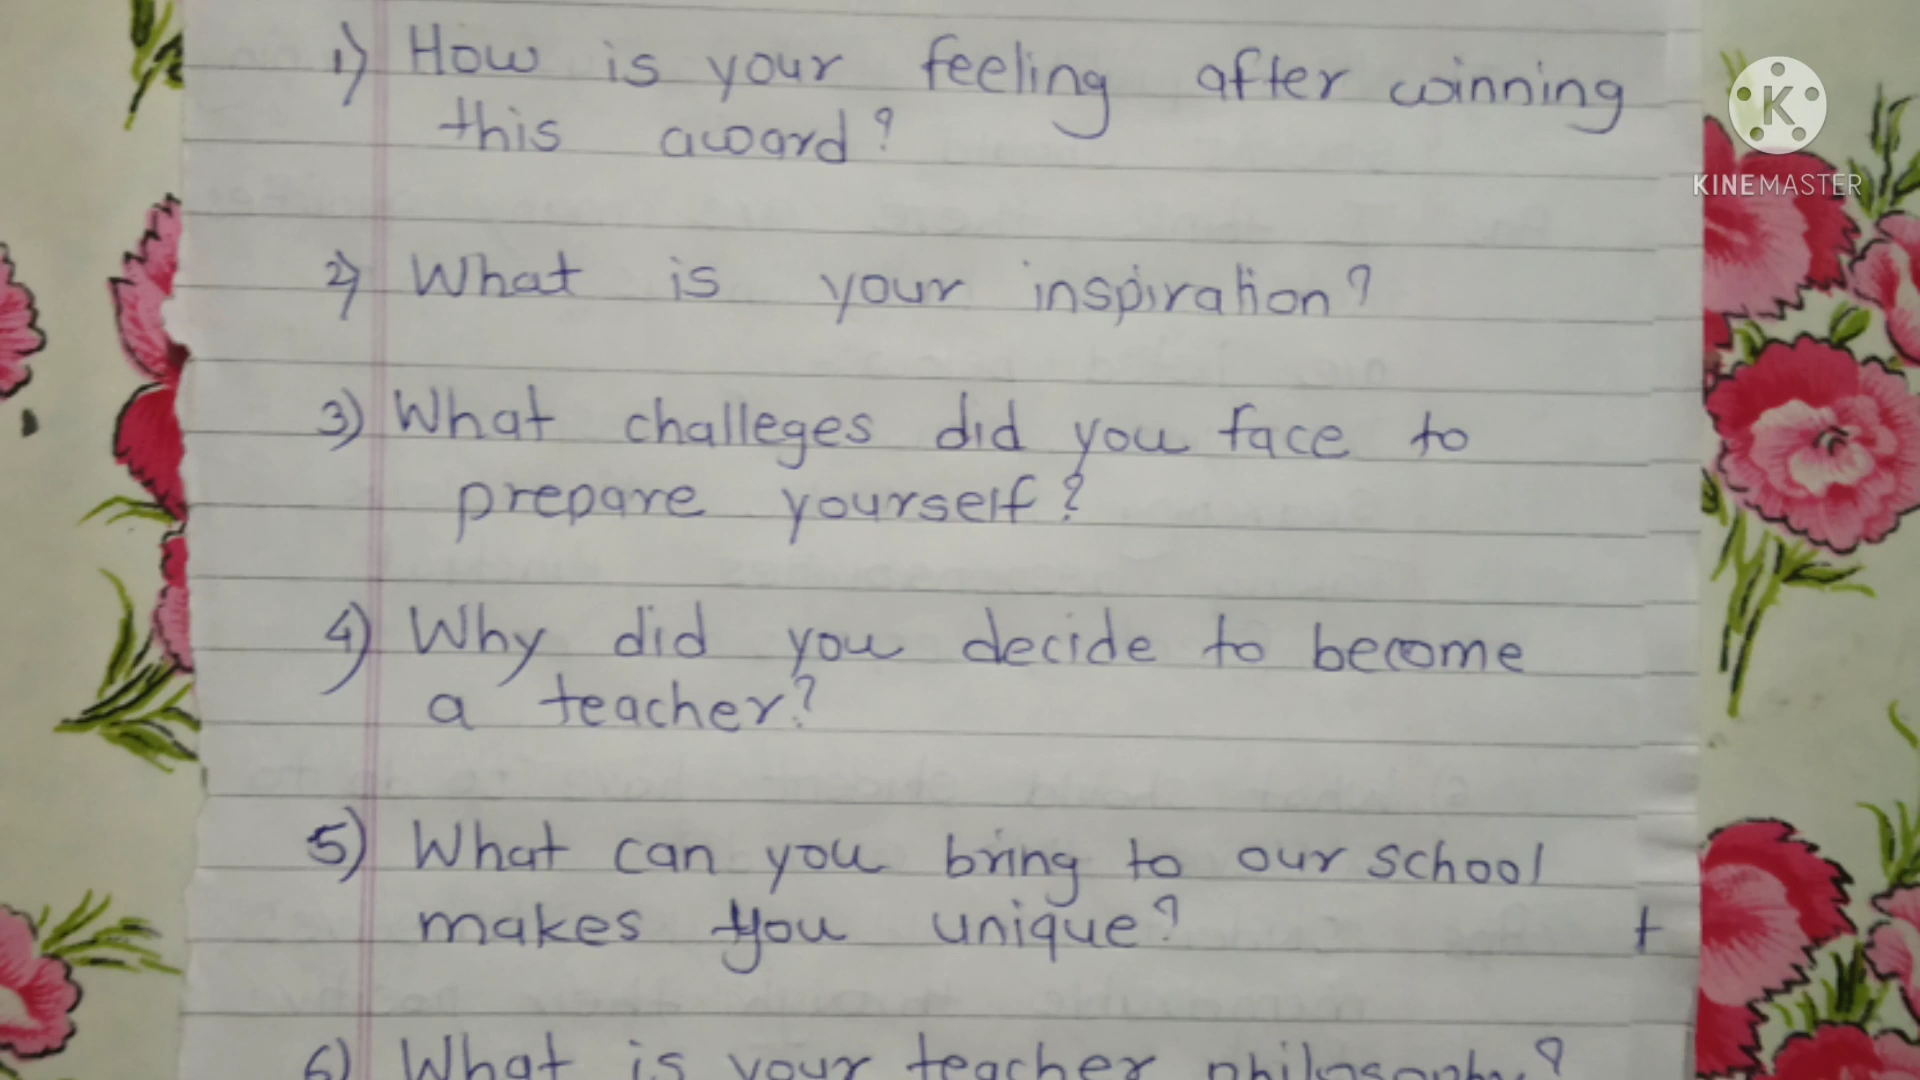 1) How is your feeling after winning
this award?
2) What is your inspiration?
3) What challeges did you face to
prepare yourself?
4) Why did you decide to become
a teacher?
5) What can you bring to our school
makes you unique?
t
6) What is your teacher philosophy?
K
KINEMASTER